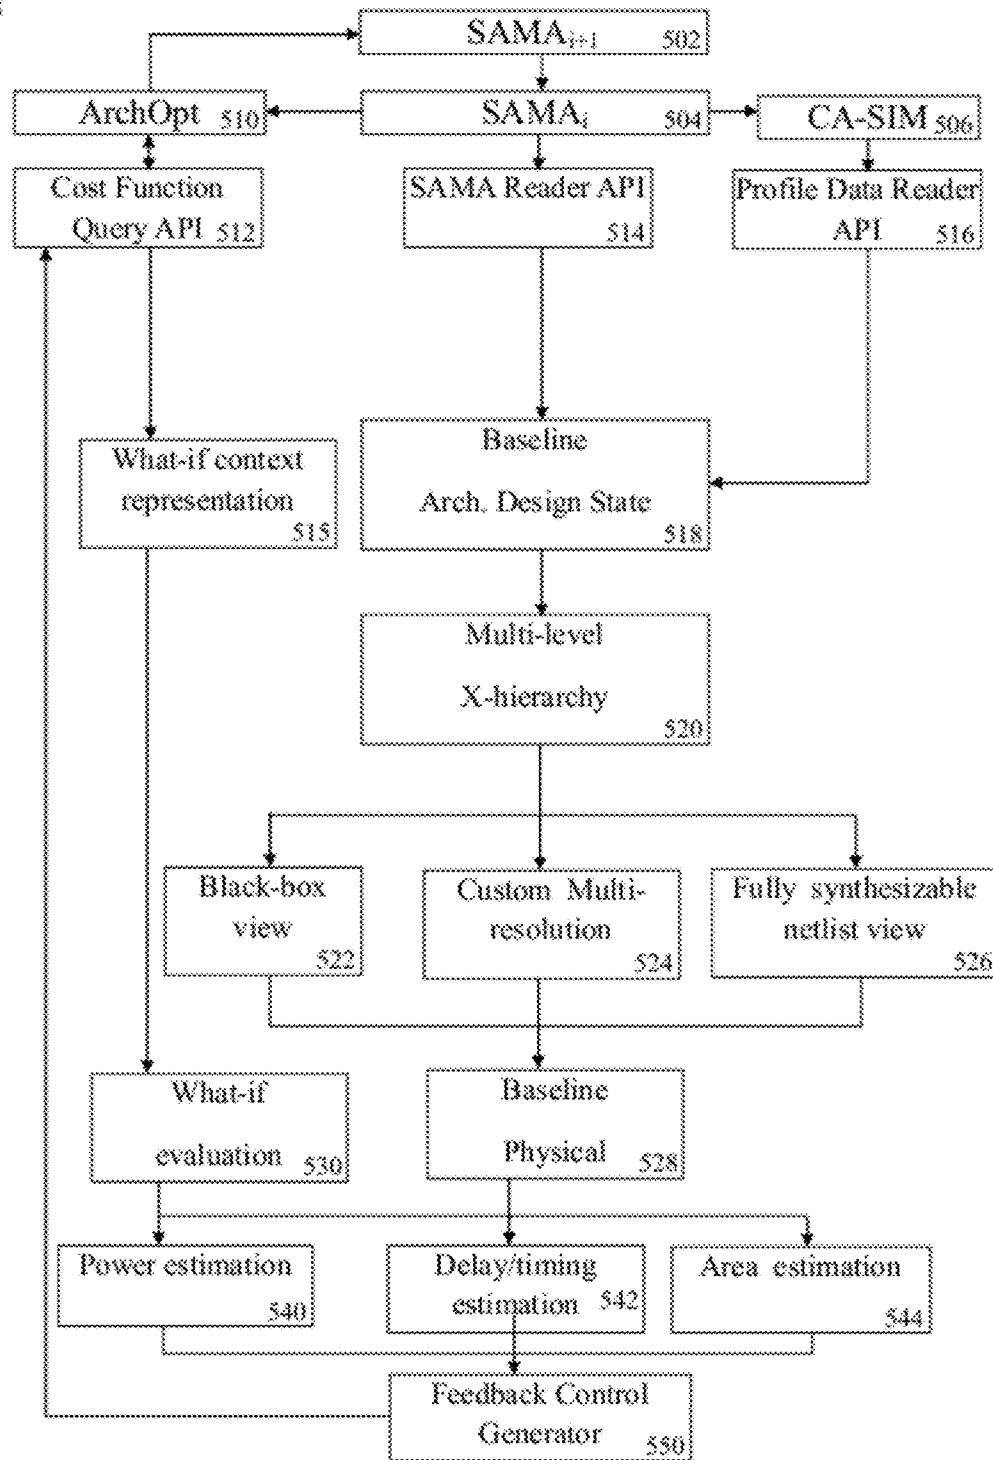 SAMAi+1 502
ArchOpt 510
SAMAi 504
CA-SIM 506
Cost Function
Query API 512
SAMA Reader API
514
Profile Data Reader
API 516
What-if context
representation
515
Baseline
Arch. Design State
518
Multi-level
X-hierarchy
520
Black-box
view
522
Custom Multi-
resolution
524
Fully synthesizable
netlist view
526
What-if
evaluation 530
Baseline
Physical 528
Power estimation
540
Delay/timing
estimation 542
Area estimation
544
Feedback Control
Generator
550